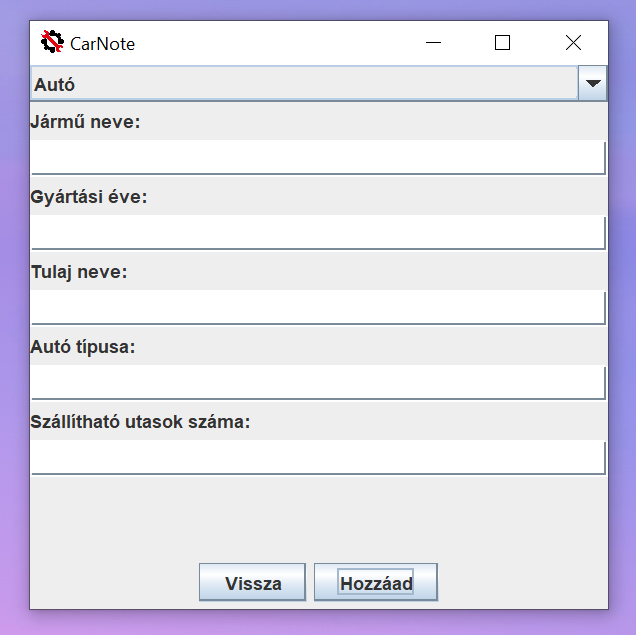 CarNote
Autó
Jármű neve:
Gyártási éve:
Tulaj neve:
Autó típusa:
Szállítható utasok száma:
Vissza Hozzáad